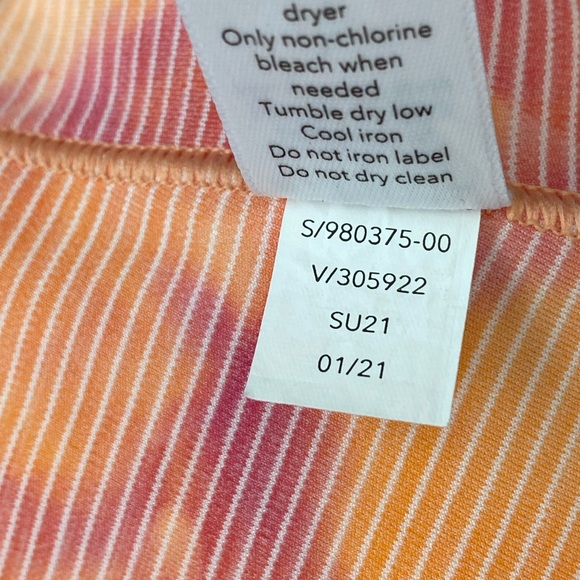 dryer
Only non-chlorine
bleach when
needed
Tumble dry low
Cool iron
Do not iron label
Do not dry clean
S/980375-00
V/305922
SU21
01/21